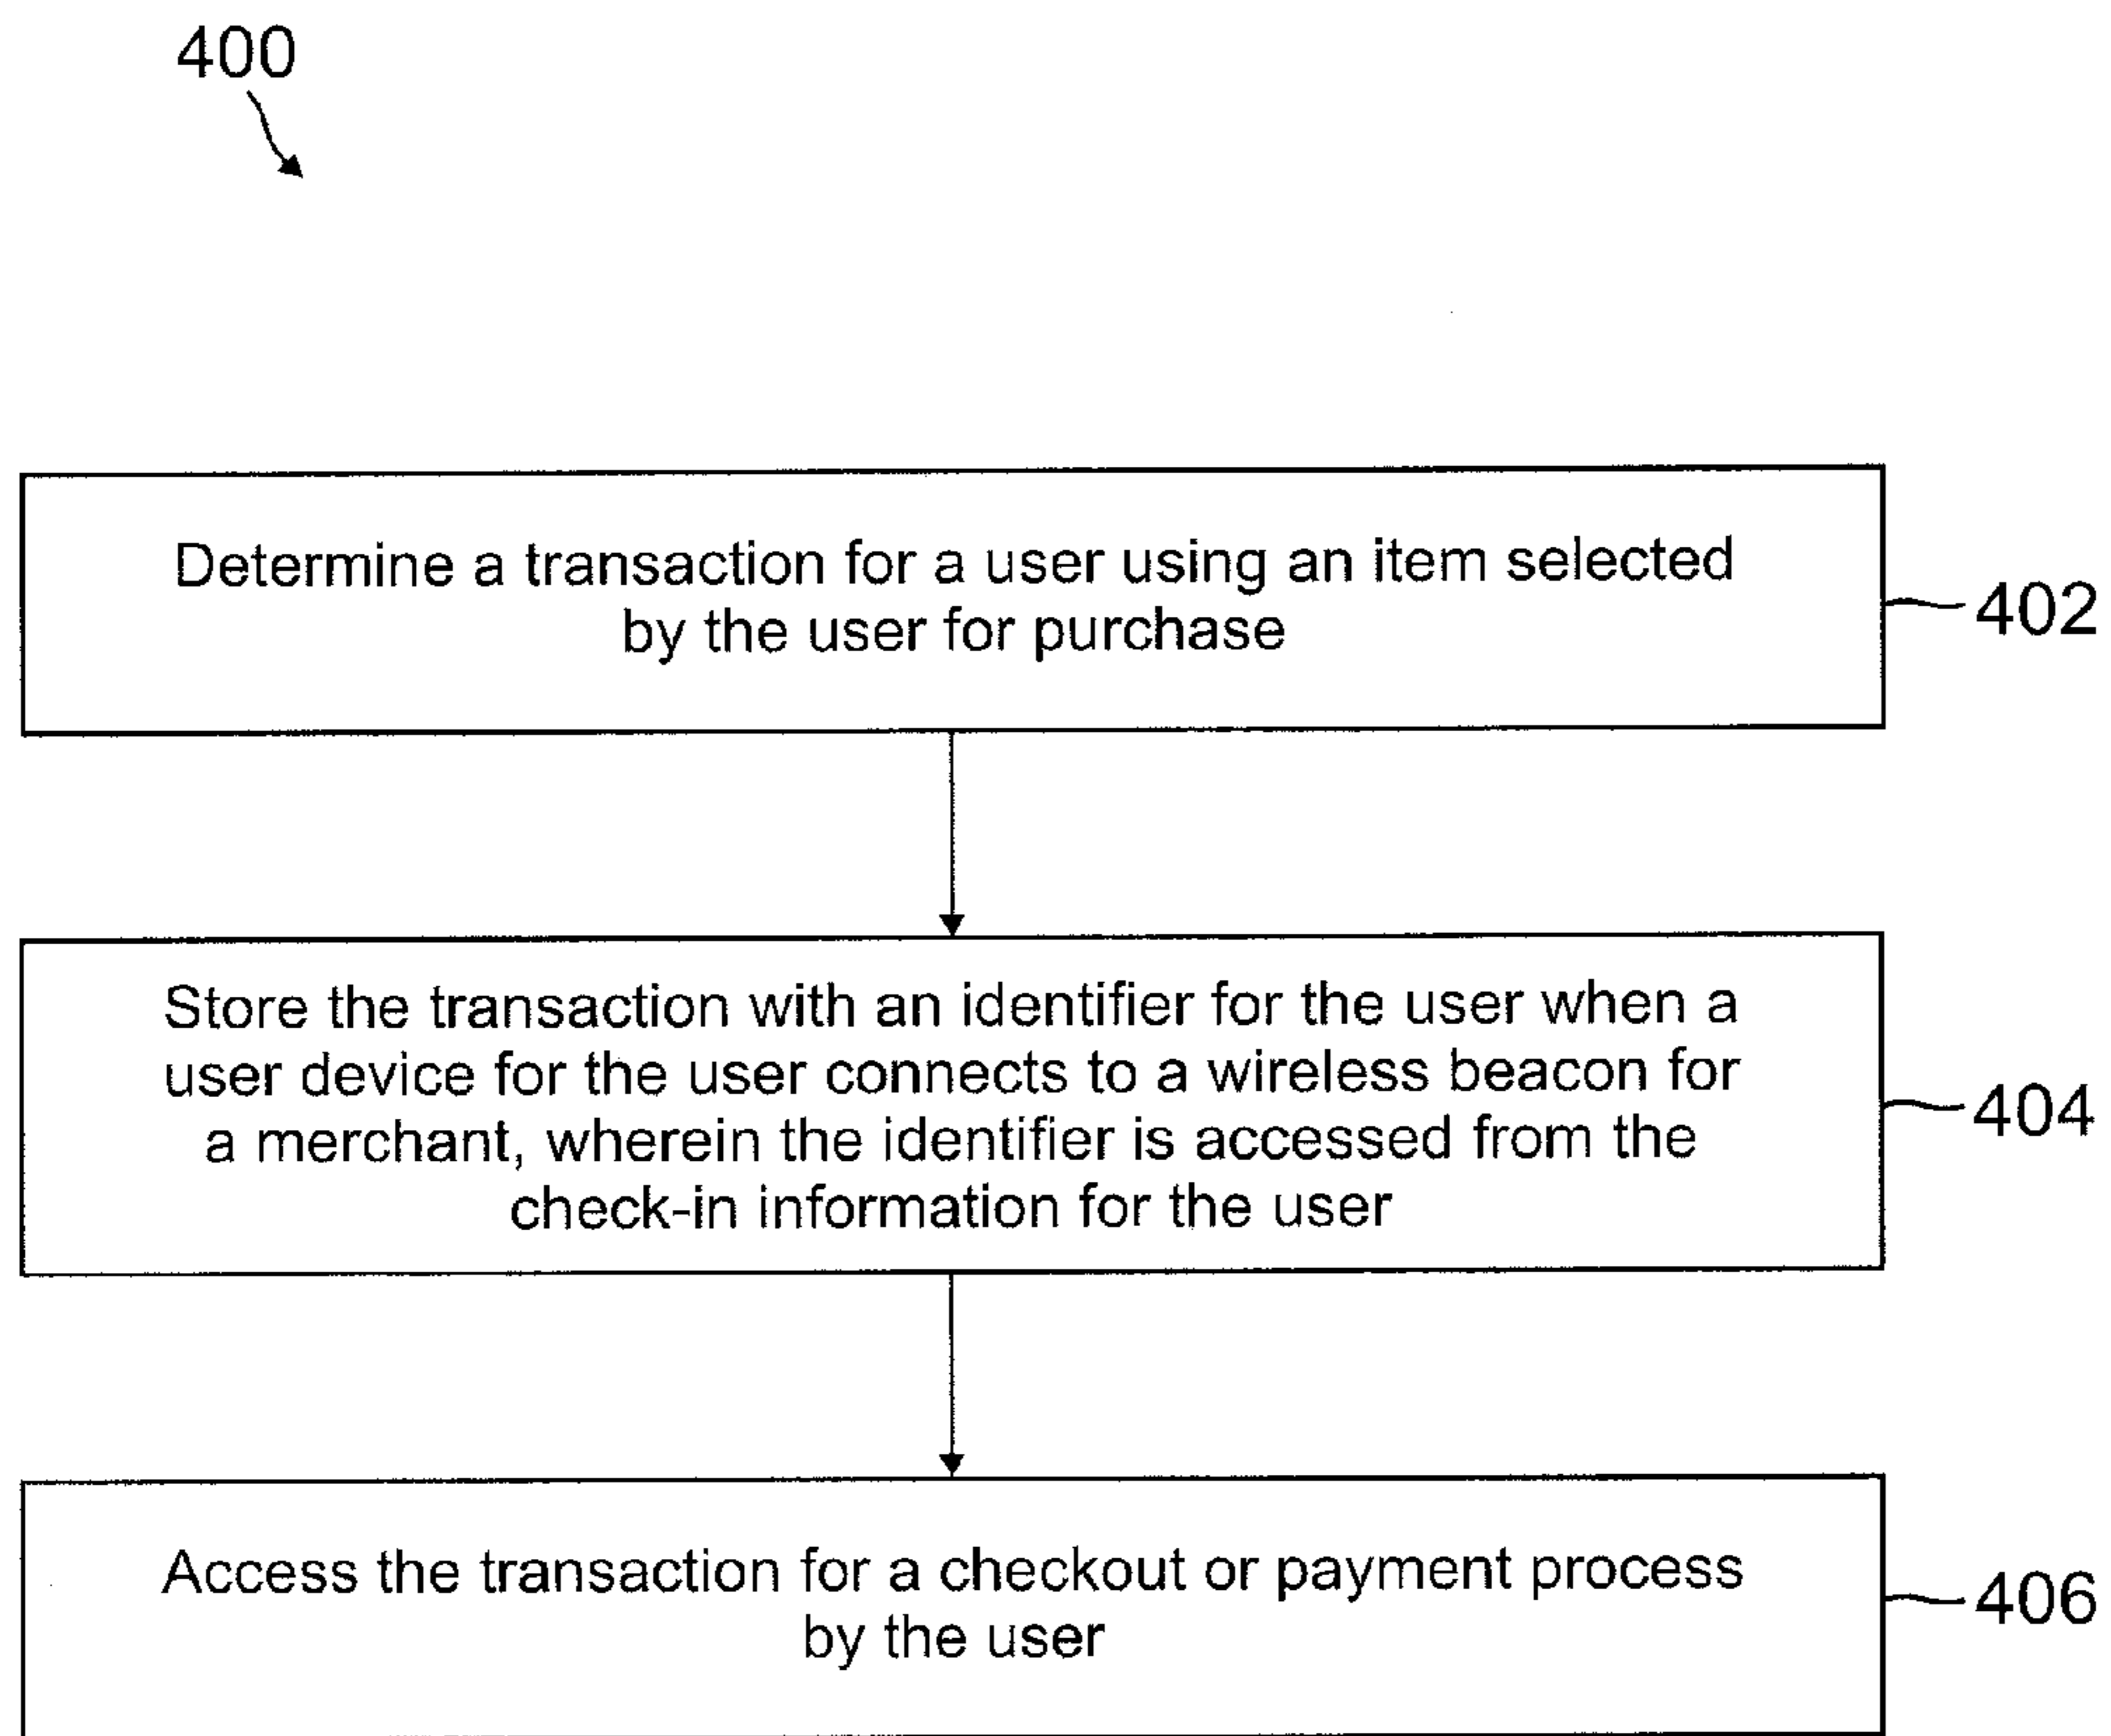 400
Determine a transaction for a user using an item selected
by the user for purchase
402
Store the transaction with an identifier for the user when a
user device for the user connects to a wireless beacon for
a merchant, wherein the identifier is accessed from the
check-in information for the user
404
Access the transaction for a checkout or payment process
by the user
406